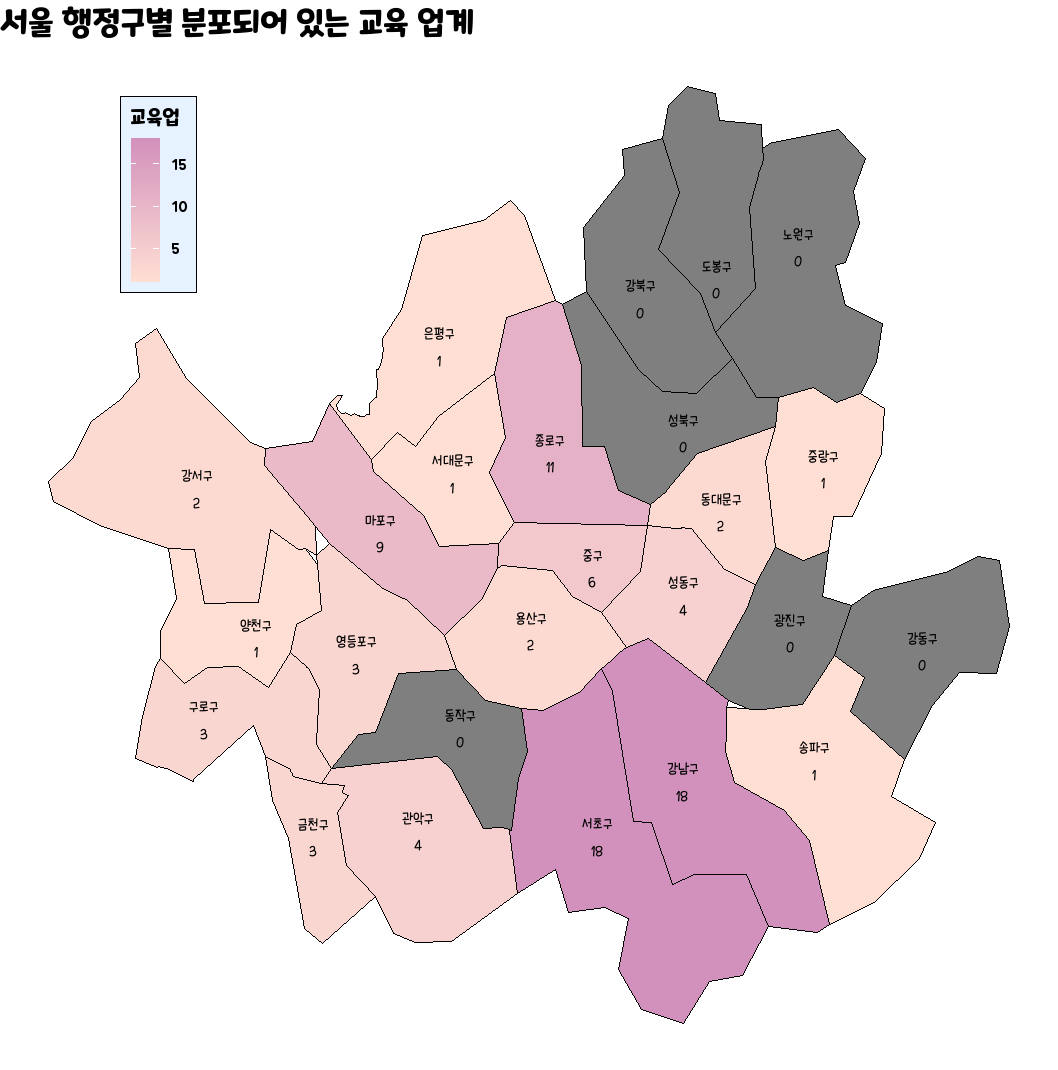 서울 행정구별 분포되어 있는 교육 업계
교육업
15
10
5
노원구
0
도봉구
0
강북구
0
은평구
1
성북구
0
종로구
11
서대문구
1
중랑구
1
강서구
2
동대문구
2
마포구
9
중구
6
성동구
4
용산구
2
광진구
0
양천구
1
영등포구
3
강동구
0
구로구
3
동작구
0
송파구
1
강남구
18
관악구
4
서초구
18
금천구
3